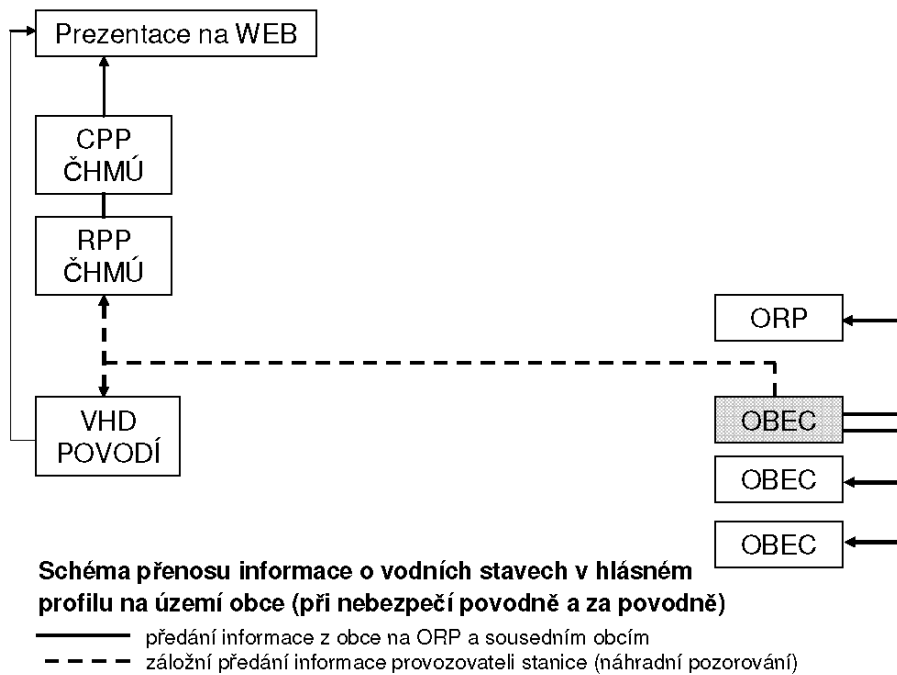 Prezentace na WEB
CPP
ČHMÚ
RPP
ČHMÚ
ORP
VHD
POVODÍ
OBEC
OBEC
OBEC
Schéma přenosu informace o vodních stavech v hlásném
profilu na území obce (při nebezpečí povodně a za povodně)
předání informace z obce na ORP a sousedním obcím
záložní předání informace provozovateli stanice (náhradní pozorování)